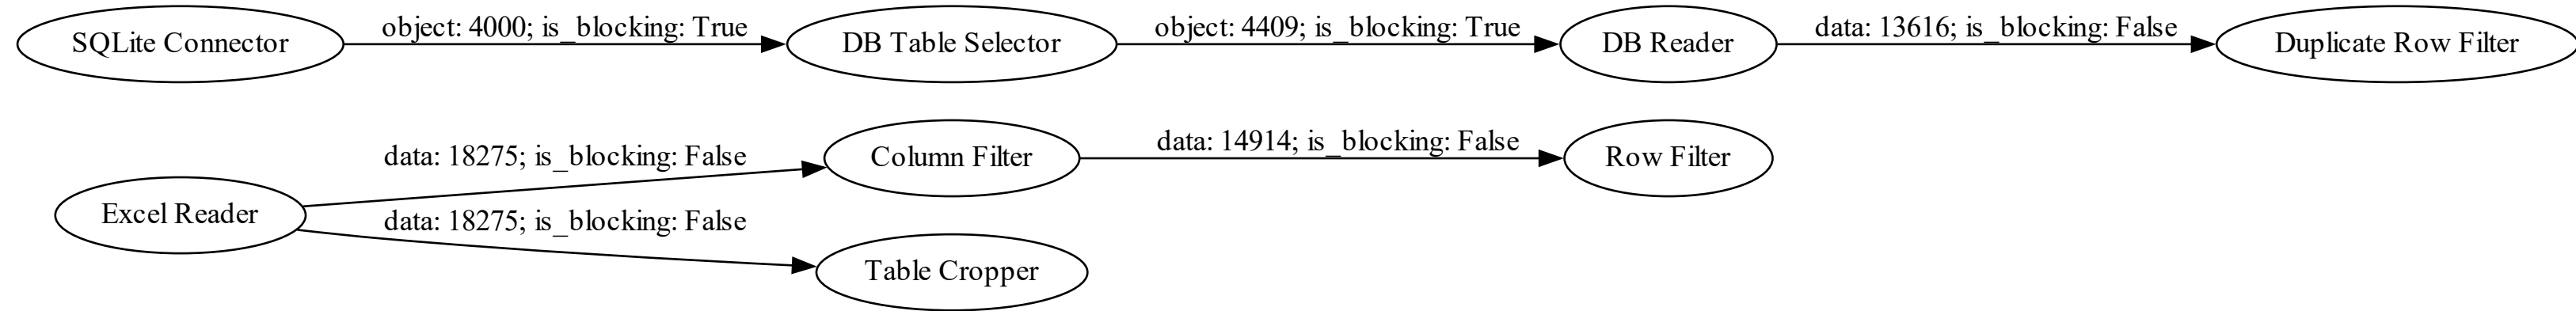 SQLite Connector
object: 4000; is_blocking: True
DB Table Selector
object: 4409; is_blocking: True
DB Reader
data: 13616; is_blocking: False
Duplicate Row Filter
Excel Reader
data: 18275; is_blocking: False
Column Filter
data: 14914; is_blocking: False
Row Filter
data: 18275; is_blocking: False
Table Cropper